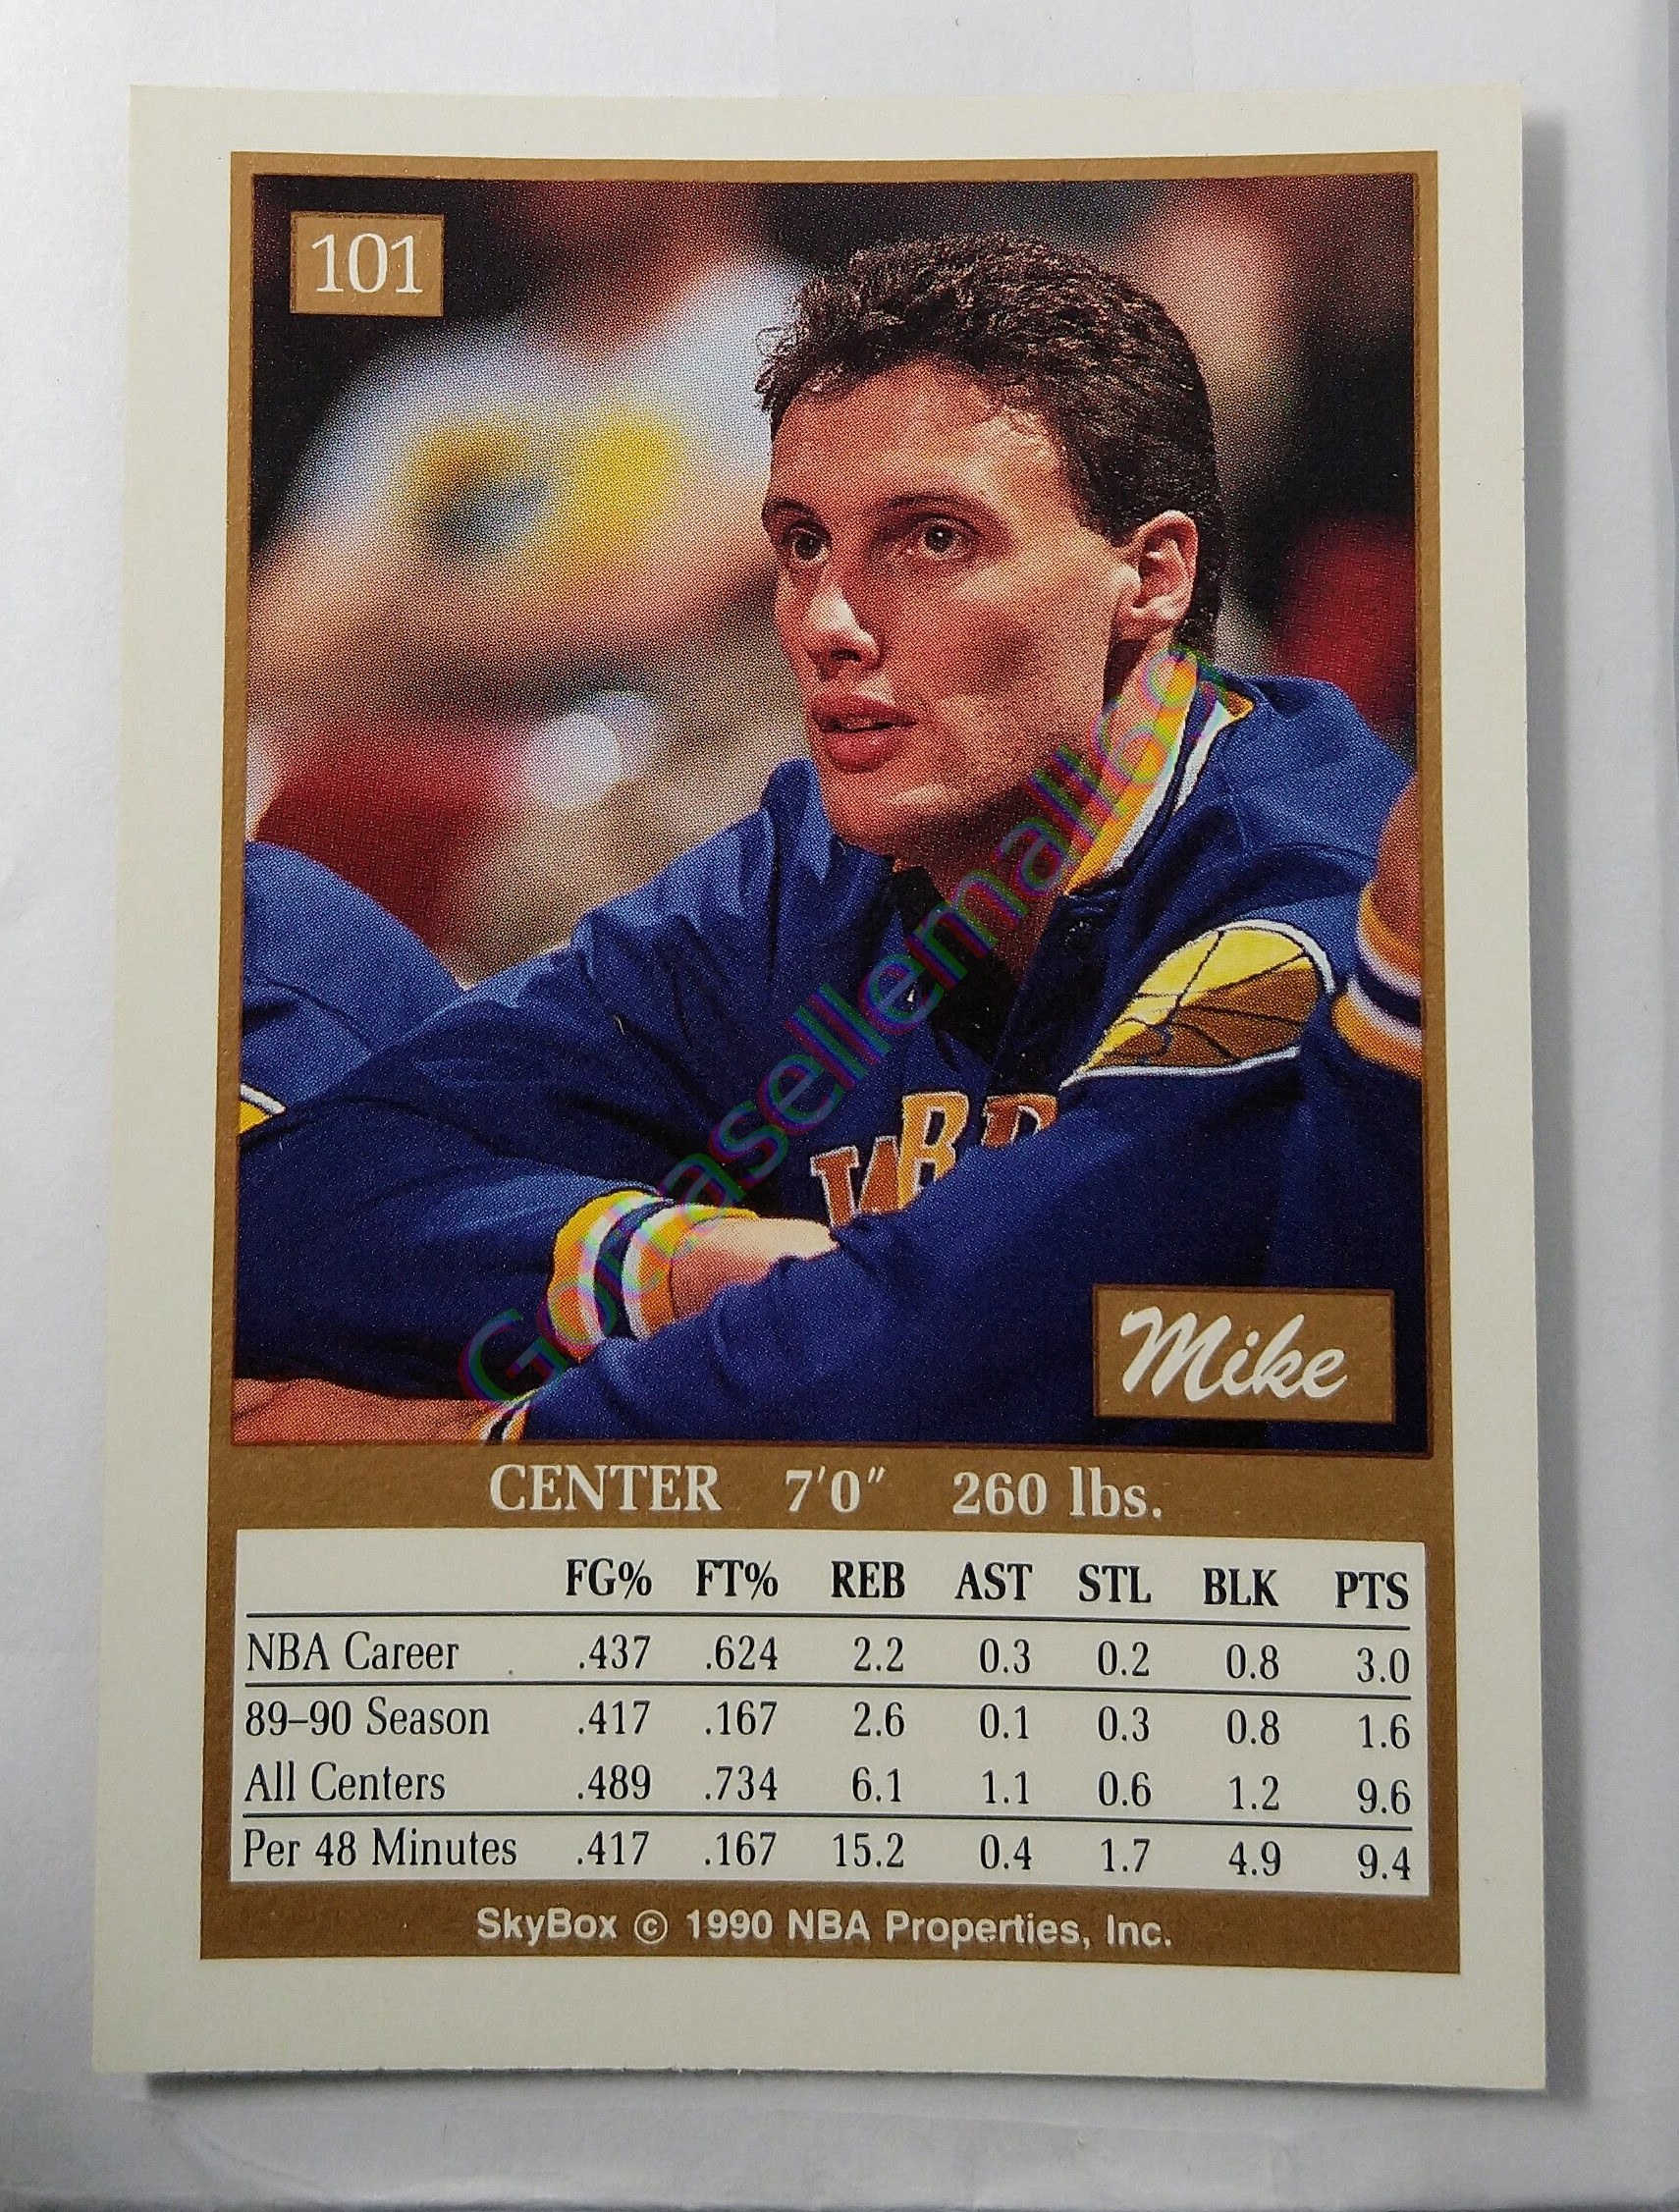 101
WARR
Gorrasellemall69
Mike
CENTER 7'0" 260 lbs.
FG% FT% REB AST STL BLK PTS
NBA Career .437 .624 2.2 0.3 0.2 0.8 3.0
89–90 Season .417 .167 2.6 0.1 0.3 0.8 1.6
All Centers .489 .734 6.1 1.1 0.6 1.2 9.6
Per 48 Minutes .417 .167 15.2 0.4 1.7 4.9 9.4
SkyBox © 1990 NBA Properties, Inc.